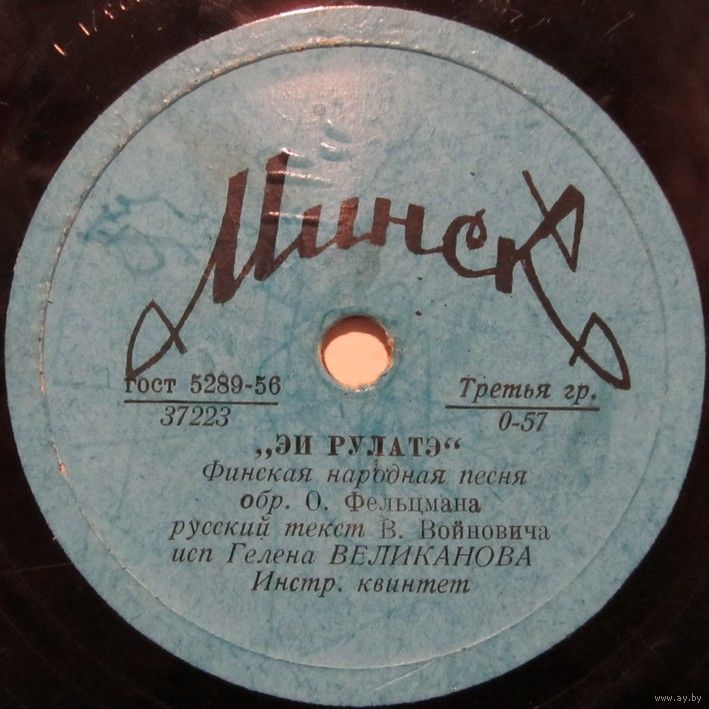 Минск
гост 5289-56
37223
Третья гр.
0-57
„ЭИ РУЛАТЭ“
Финская народная песня
обр. О. Фельцмана
русский текст В. Войновича
исп Гелена ВЕЛИКАНОВА
Инстр. квинтет
www.ay.by